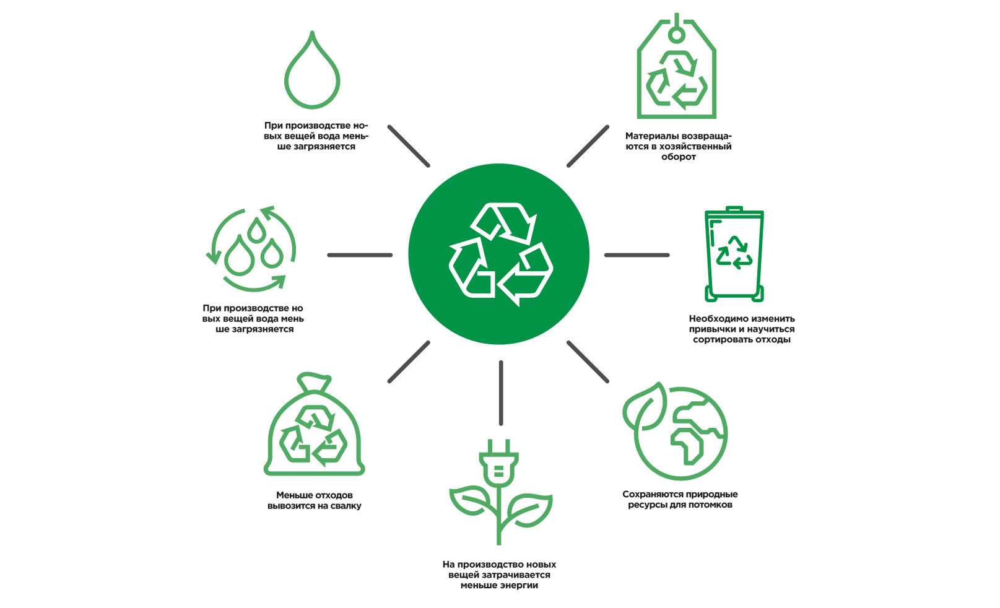 При производстве но-
вых вещей вода мень-
ше загрязняется
Материалы возвраща-
ются в хозяйственный
оборот
При производстве но
вых вещей вода мень
ше загрязняется
Необходимо изменить
привычки и научиться
сортировать отходы
Меньше отходов
вывозится на свалку
Сохраняются природные
ресурсы для потомков
На производство новых
вещей затрачивается
меньше энергии